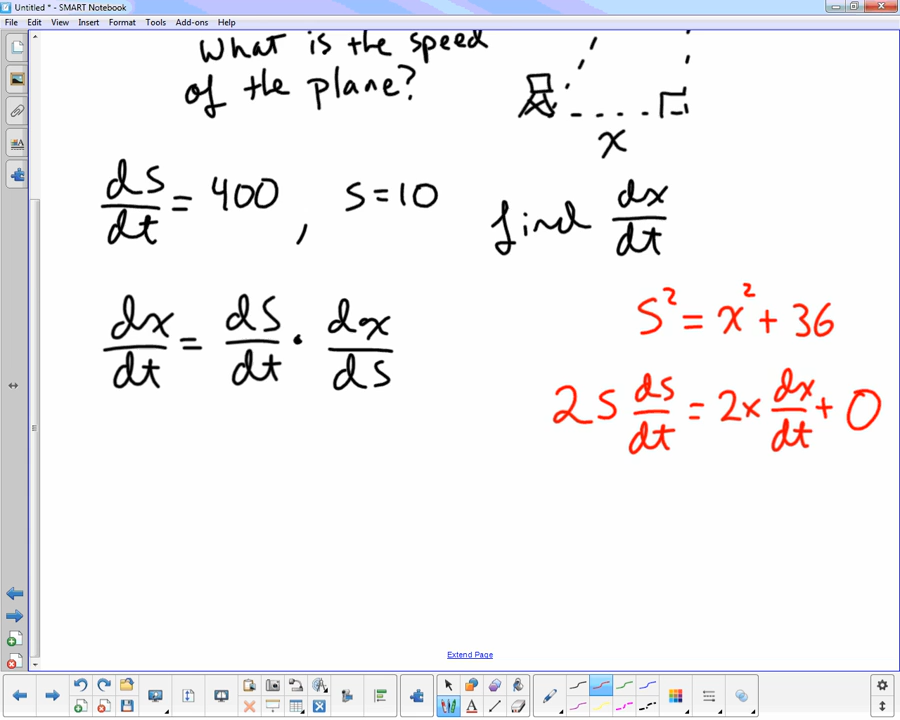 Untitled * - SMART Notebook
File Edit View Insert Format Tools Add-ons Help
What is the speed
of the plane?
x
ds/dt = 400 , s = 10 find dx/dt
dx/dt = ds/dt · dx/ds
S² = x² + 36
2s ds/dt = 2x dx/dt + 0
Extend Page